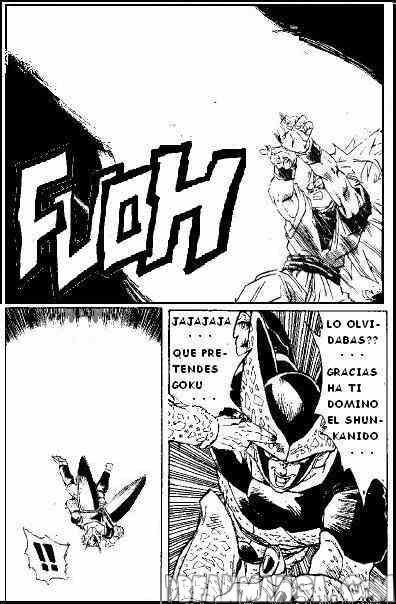 FUOH
JAJAJAJA
. . .
QUE PRE-
TENDES
GOKU
LO OLVI-
DABAS??
. . .
GRACIAS
HA TI
DOMINO
EL SHUN-
KANIDO
. . .
!!